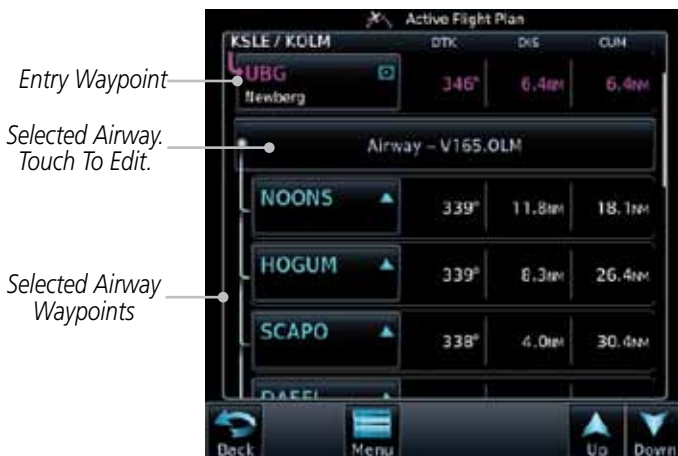 Active Flight Plan
KSLE / KOLM DTK DIS CUM
Entry Waypoint
UBG 346° 6.4NM 6.4NM
Newberg
Selected Airway.
Touch To Edit.
Airway – V165.OLM
NOONS 339° 11.8NM 18.1NM
HOGUM 339° 8.3NM 26.4NM
Selected Airway
Waypoints
SCAPO 338° 4.0NM 30.4NM
Back Menu Up Down